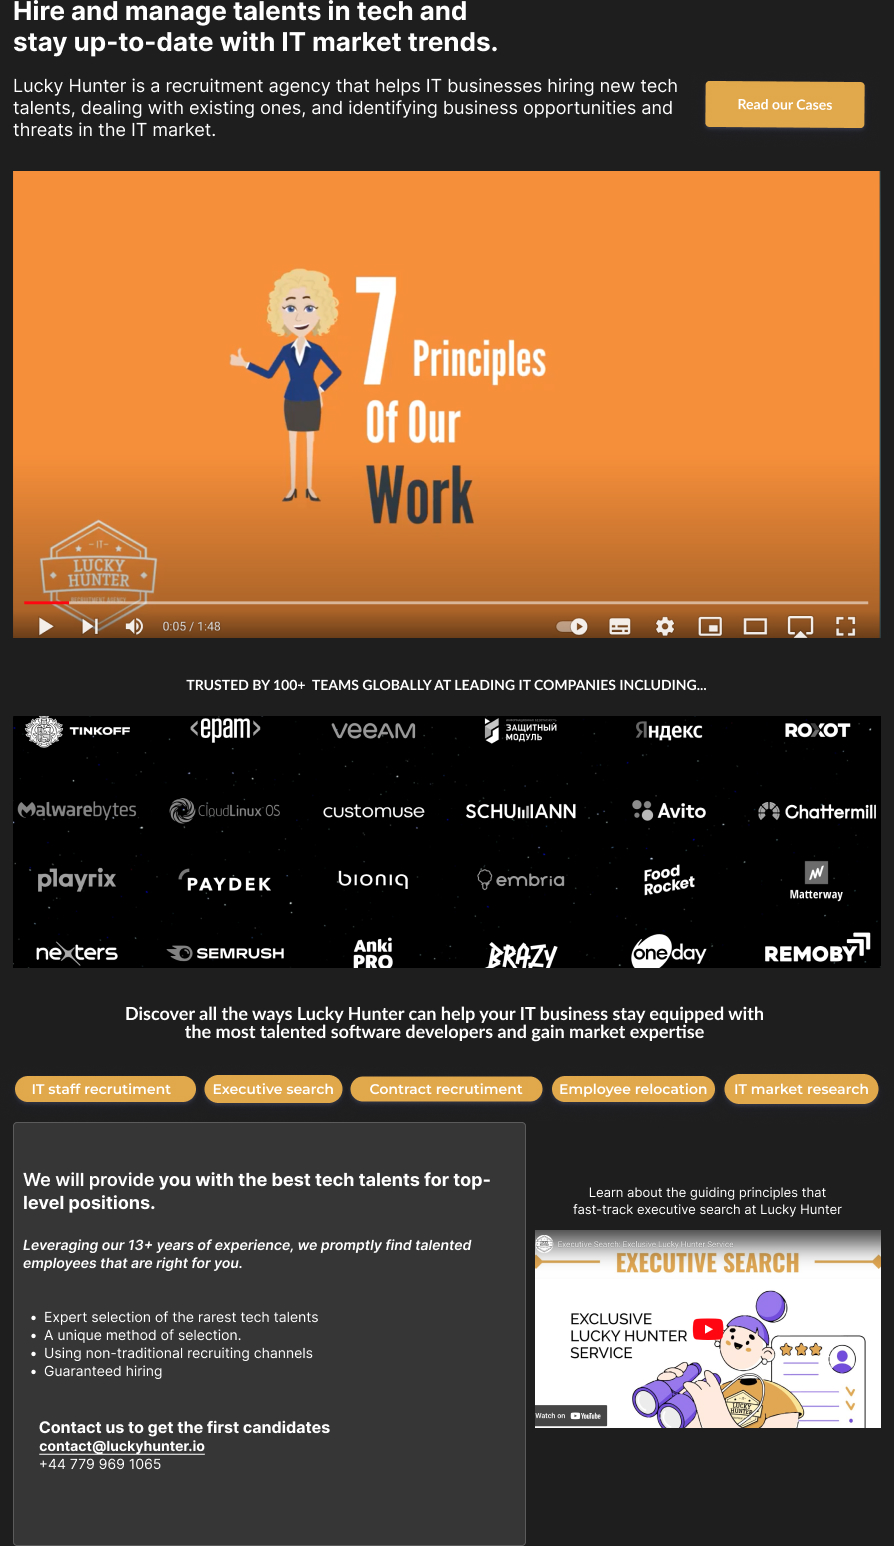 Hire and manage talents in tech and
stay up-to-date with IT market trends.
Lucky Hunter is a recruitment agency that helps IT businesses hiring new tech
talents, dealing with existing ones, and identifying business opportunities and
threats in the IT market.
Read our Cases
7 Principles
Of Our
Work
IT
LUCKY
HUNTER
RECRUITMENT AGENCY
0:05 / 1:48
TRUSTED BY 100+ TEAMS GLOBALLY AT LEADING IT COMPANIES INCLUDING...
TINKOFF <epam> veeAM ЗАЩИТНЫЙ МОДУЛЬ Яндекс ROXOT
Malwarebytes CloudLinux OS customuse SCHUMANN Avito Chattermill
playrix PAYDEK bioniq embria Food Rocket Matterway
nexters SEMRUSH Anki PRO BRAZY one day REMOBY
Discover all the ways Lucky Hunter can help your IT business stay equipped with
the most talented software developers and gain market expertise
IT staff recrutiment Executive search Contract recrutiment Employee relocation IT market research
We will provide you with the best tech talents for top-
level positions.
Leveraging our 13+ years of experience, we promptly find talented
employees that are right for you.
• Expert selection of the rarest tech talents
• A unique method of selection.
• Using non-traditional recruiting channels
• Guaranteed hiring
Contact us to get the first candidates
contact@luckyhunter.io
+44 779 969 1065
Learn about the guiding principles that
fast-track executive search at Lucky Hunter
Executive Search: Exclusive Lucky Hunter Service
EXECUTIVE SEARCH
EXCLUSIVE
LUCKY HUNTER
SERVICE
LUCKY
HUNTER
Watch on YouTube